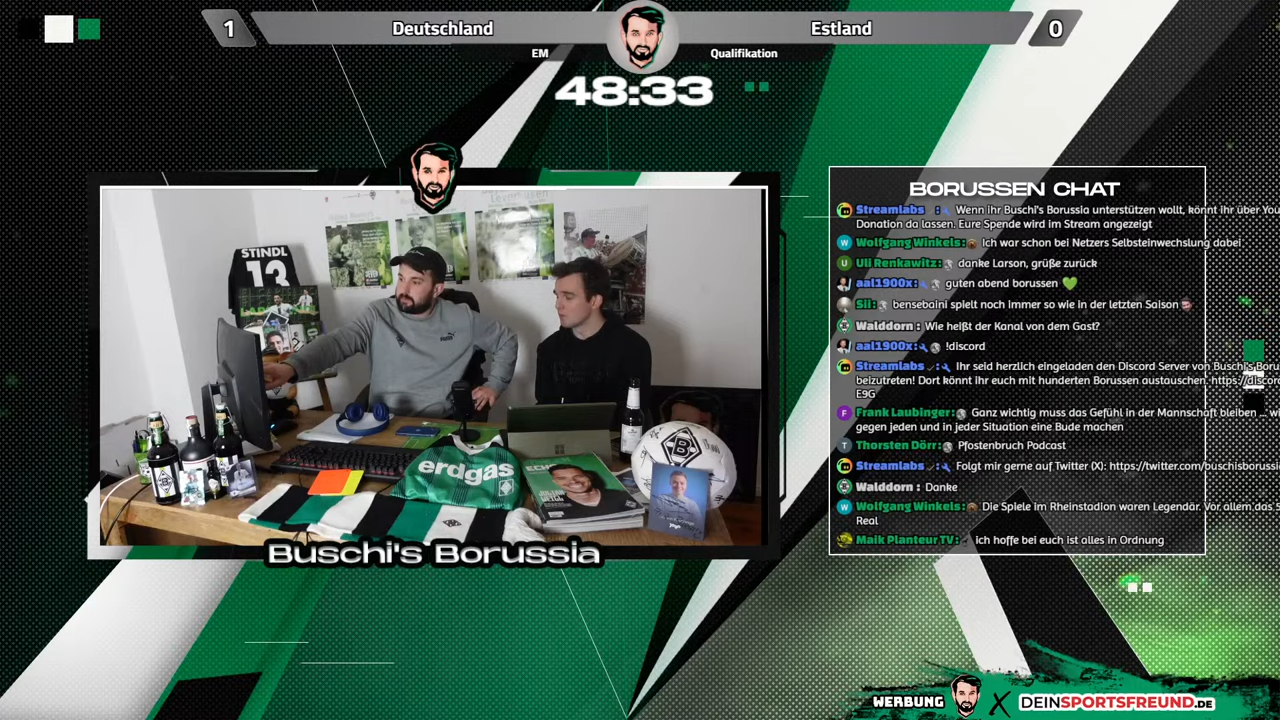 1
Deutschland
Estland
0
EM
Qualifikation
48:33
STINDL
13
erdgas
ECHO
Buschi's Borussia
BORUSSEN CHAT
Streamlabs : Wenn ihr Buschi's Borussia unterstützen wollt, könnt ihr über You
Donation da lassen. Eure Spende wird im Stream angezeigt
Wolfgang Winkels: Ich war schon bei Netzers Selbsteinwechslung dabei
Uli Renkawitz: danke Larson, grüße zurück
aal1900x: guten abend borussen
Sii: bensebaini spielt noch immer so wie in der letzten Saison
Walddorn : Wie heißt der Kanal von dem Gast?
aal1900x: !discord
Streamlabs : Ihr seid herzlich eingeladen den Discord Server von Buschi's Boru
beizutreten! Dort könnt ihr euch mit hunderten Borussen austauschen: https://disco
E9G
Frank Laubinger: Ganz wichtig muss das Gefühl in der Mannschaft bleiben ... w
gegen jeden und in jeder Situation eine Bude machen
Thorsten Dörr: Pfostenbruch Podcast
Streamlabs : Folgt mir gerne auf Twitter (X): https://twitter.com/buschisborussi
Walddorn : Danke
Wolfgang Winkels: Die Spiele im Rheinstadion waren Legendär. Vor allem das
Real
Maik Planteur TV: ich hoffe bei euch ist alles in Ordnung
WERBUNG X DEINSPORTSFREUND.DE